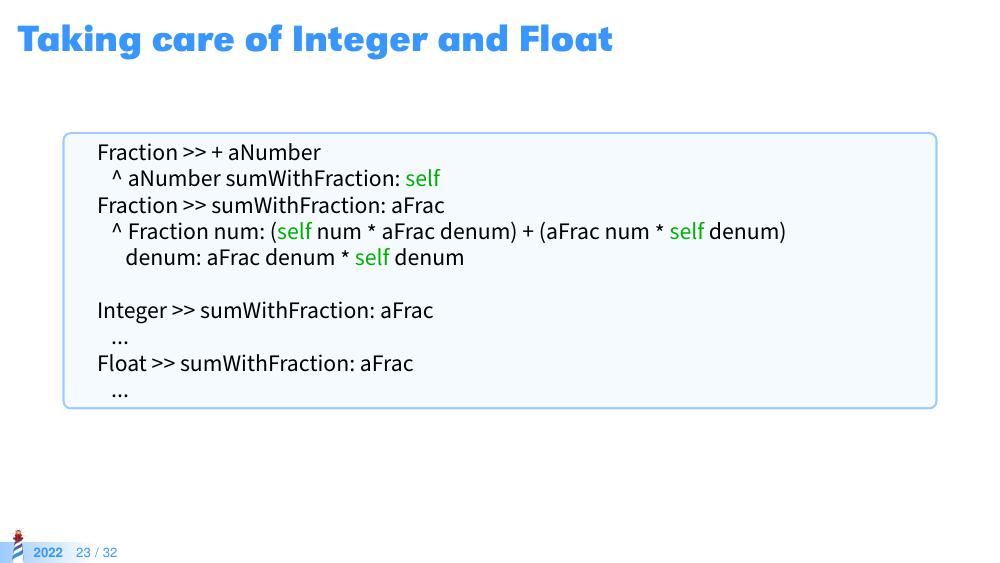 Taking care of Integer and Float
Fraction >> + aNumber
^ aNumber sumWithFraction: self
Fraction >> sumWithFraction: aFrac
^ Fraction num: (self num * aFrac denum) + (aFrac num * self denum)
denum: aFrac denum * self denum
Integer >> sumWithFraction: aFrac
...
Float >> sumWithFraction: aFrac
...
2022 23 / 32